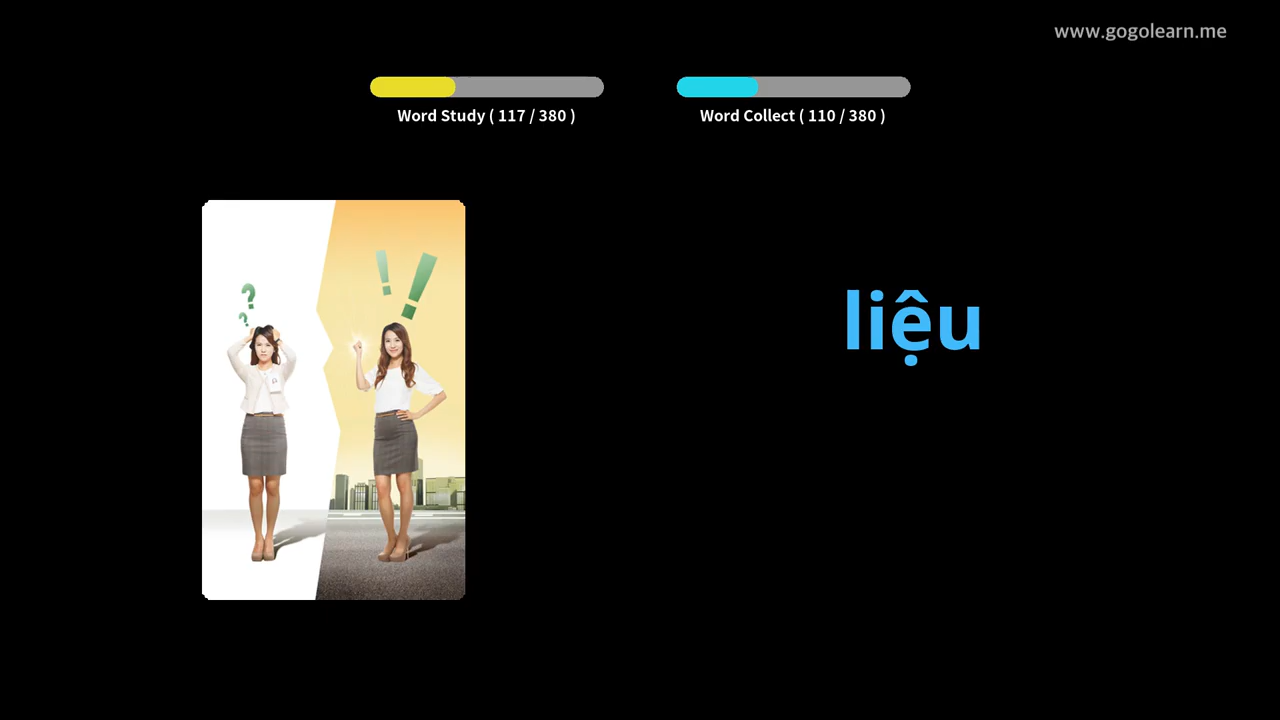 www.gogolearn.me
Word Study ( 117 / 380 )
Word Collect ( 110 / 380 )
? ?
! !
liệu